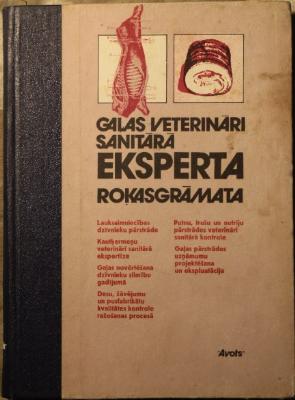 GAĻAS VETERINĀRI
SANITĀRĀ
EKSPERTA
ROKASGRĀMATA
Lauksaimniecības
dzīvnieku pārstrāde
Kautķermeņu
veterināri sanitārā
ekspertīze
Gaļas novērtēšana
dzīvnieku slimību
gadījumā
Desu, žāvējumu
un pusfabrikātu
kvalitātes kontrole
ražošanas procesā
Putnu, trušu un nutriju
pārstrādes veterināri
sanitārā kontrole
Gaļas pārstrādes
uzņēmumu
projektēšana
un ekspluatācija
"Avots"